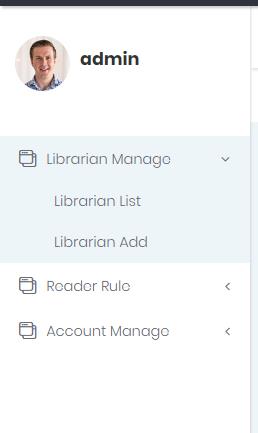 admin
Librarian Manage
Librarian List
Librarian Add
Reader Rule
Account Manage